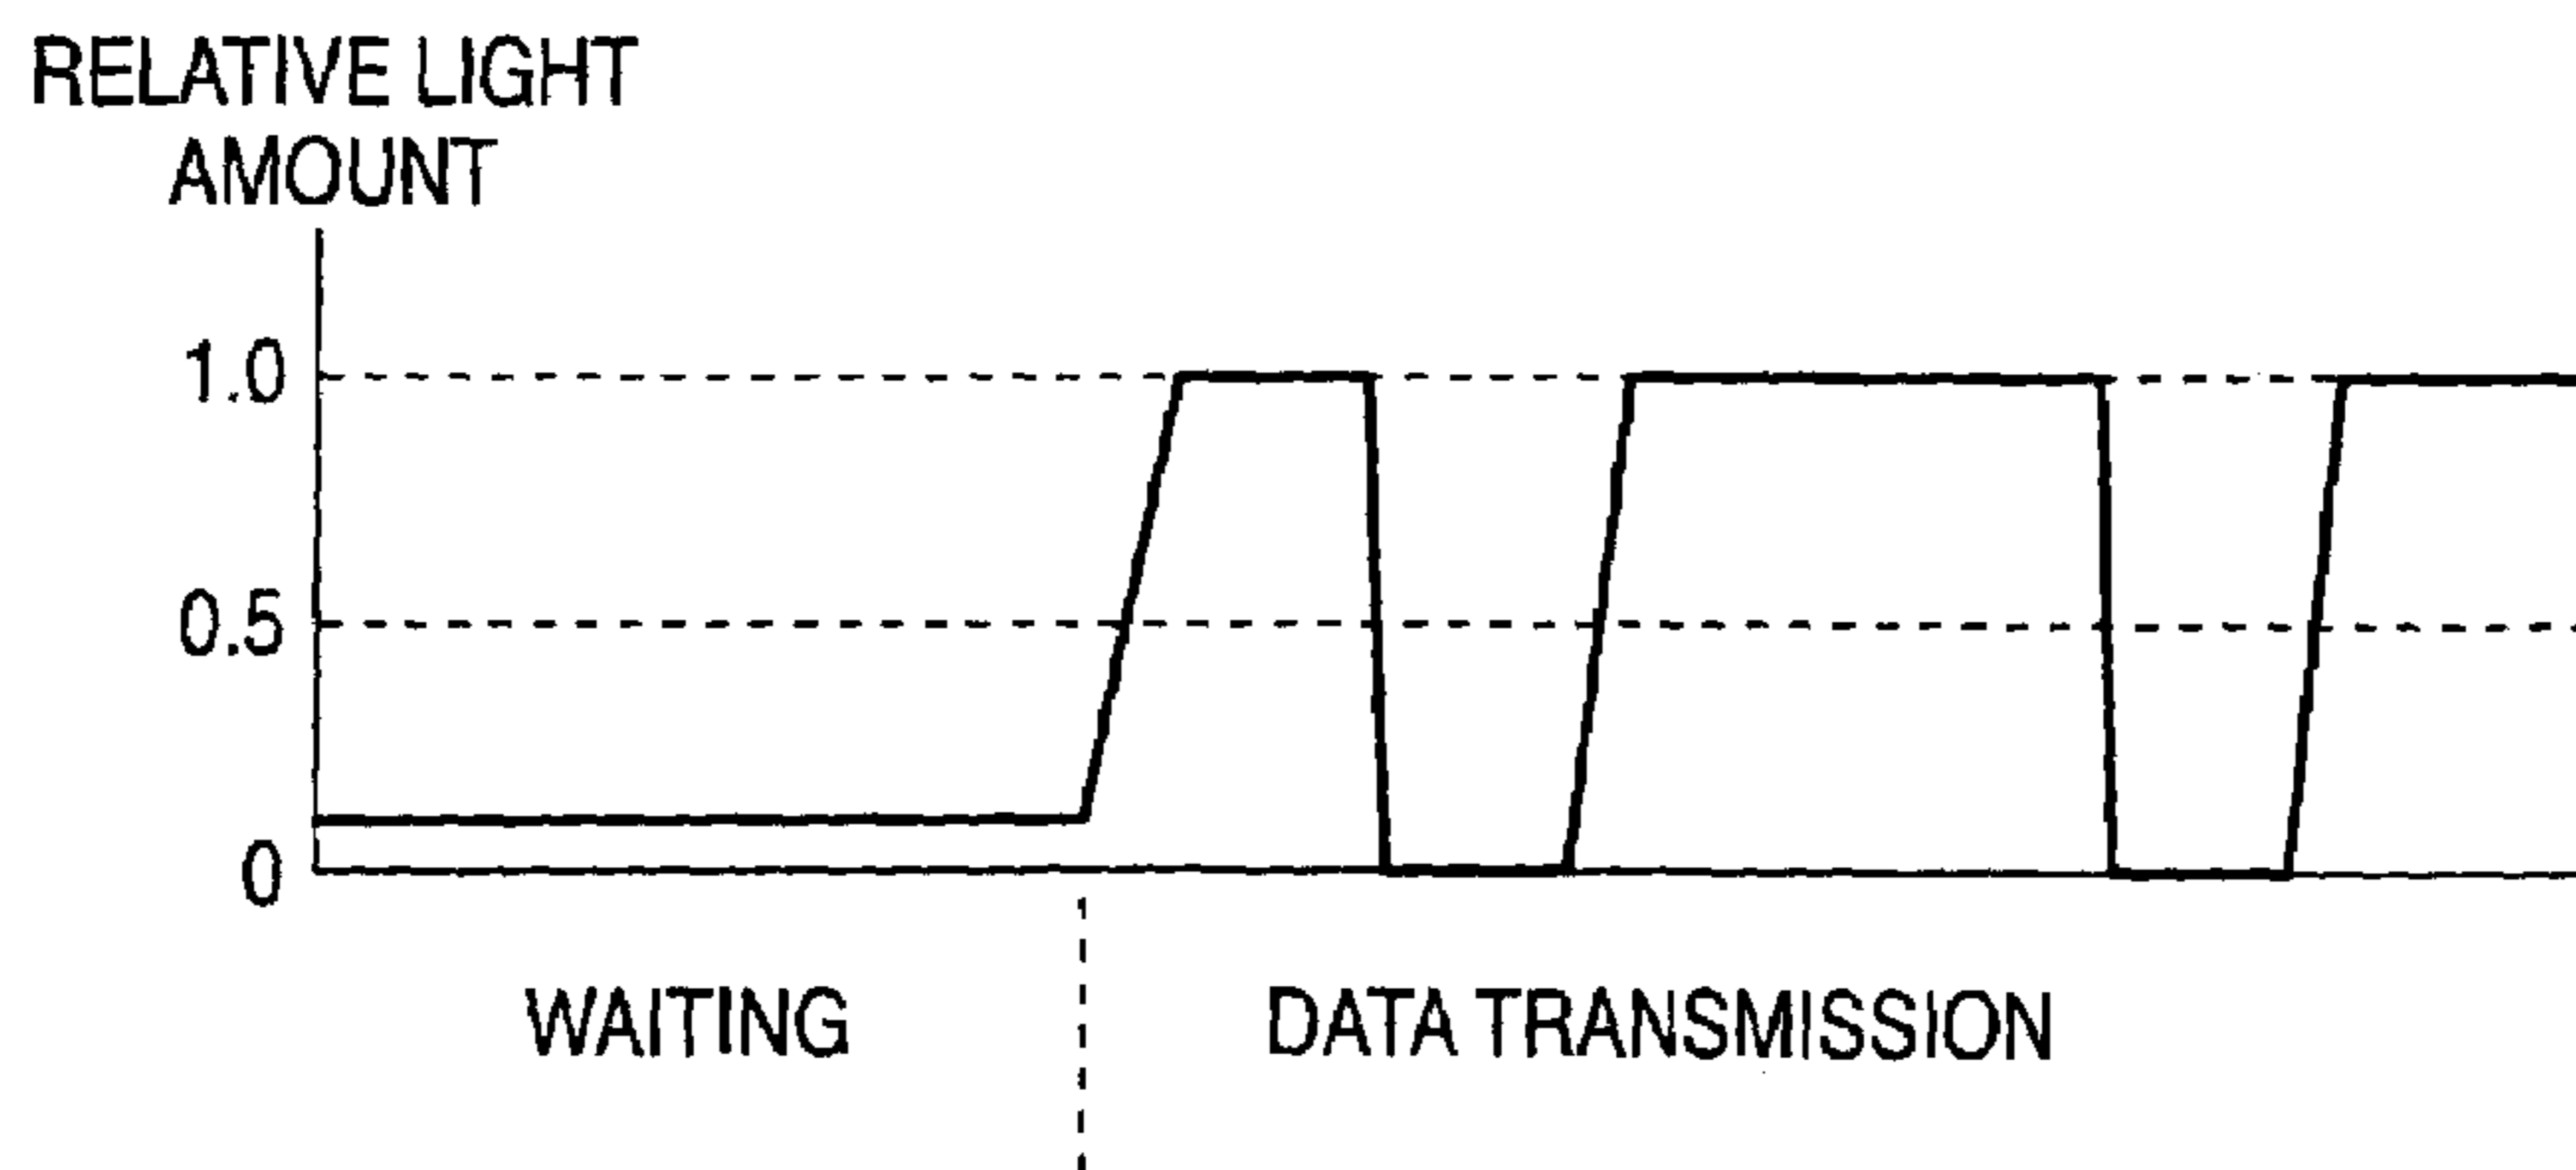 RELATIVE LIGHT
AMOUNT
1.0
0.5
0
WAITING
DATA TRANSMISSION